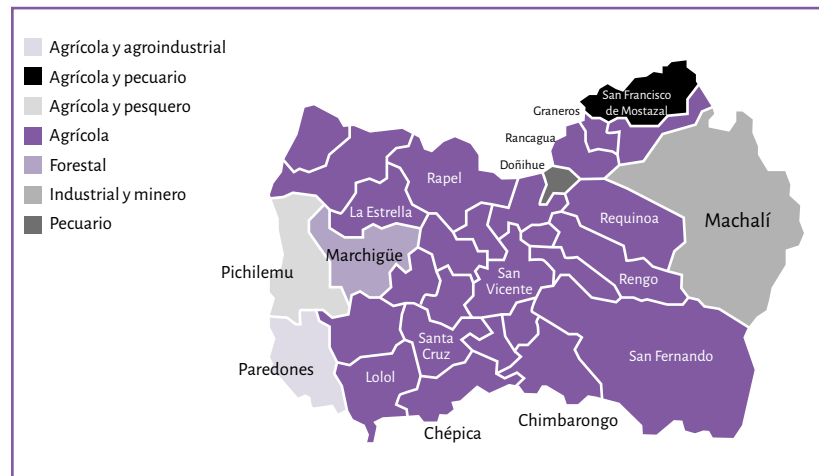 Agrícola y agroindustrial
Agrícola y pecuario
Agrícola y pesquero
Agrícola
Forestal
Industrial y minero
Pecuario
San Francisco
de Mostazal
Graneros
Rancagua
Doñihue
Rapel
La Estrella
Requinoa
Machalí
Marchigüe
Pichilemu
San
Vicente
Rengo
Santa
Cruz
San Fernando
Paredones
Lolol
Chépica
Chimbarongo